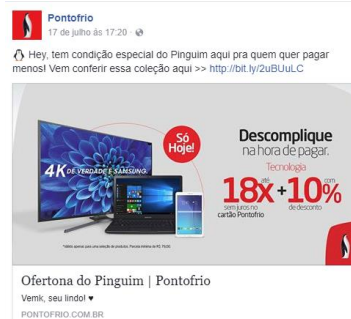 Pontofrio
17 de julho às 17:20 ·
Hey, tem condição especial do Pinguim aqui pra quem quer pagar
menos! Vem conferir essa coleção aqui >> http://bit.ly/2uBUuLC
Só
Hoje!
4K DE VERDADE É SAMSUNG.
Descomplique
na hora de pagar.
Tecnologia
até com
18x+10%
sem juros no de desconto
cartão Pontofrio
Ofertona do Pinguim | Pontofrio
Vemk, seu lindo! ♥
PONTOFRIO.COM.BR